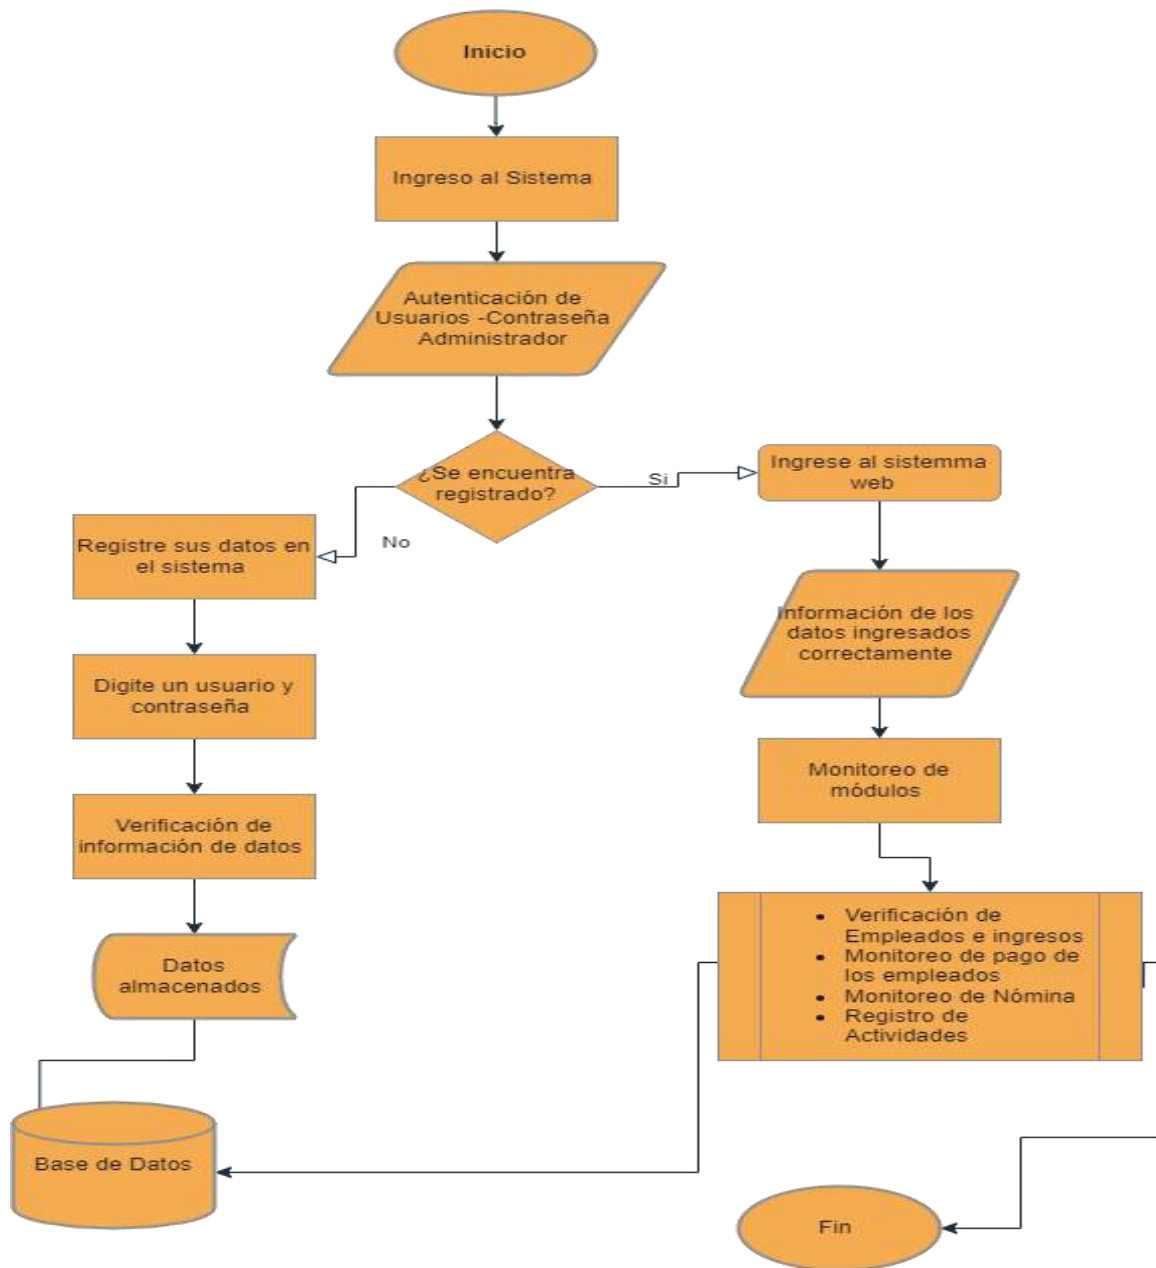 Inicio
Ingreso al Sistema
Autenticación de
Usuarios -Contraseña
Administrador
¿Se encuentra
registrado?
Si
No
Ingrese al sistemma
web
Registre sus datos en
el sistema
Información de los
datos ingresados
correctamente
Digite un usuario y
contraseña
Monitoreo de
módulos
Verificación de
información de datos
• Verificación de
Empleados e ingresos
• Monitoreo de pago de
los empleados
• Monitoreo de Nómina
• Registro de
Actividades
Datos
almacenados
Base de Datos
Fin